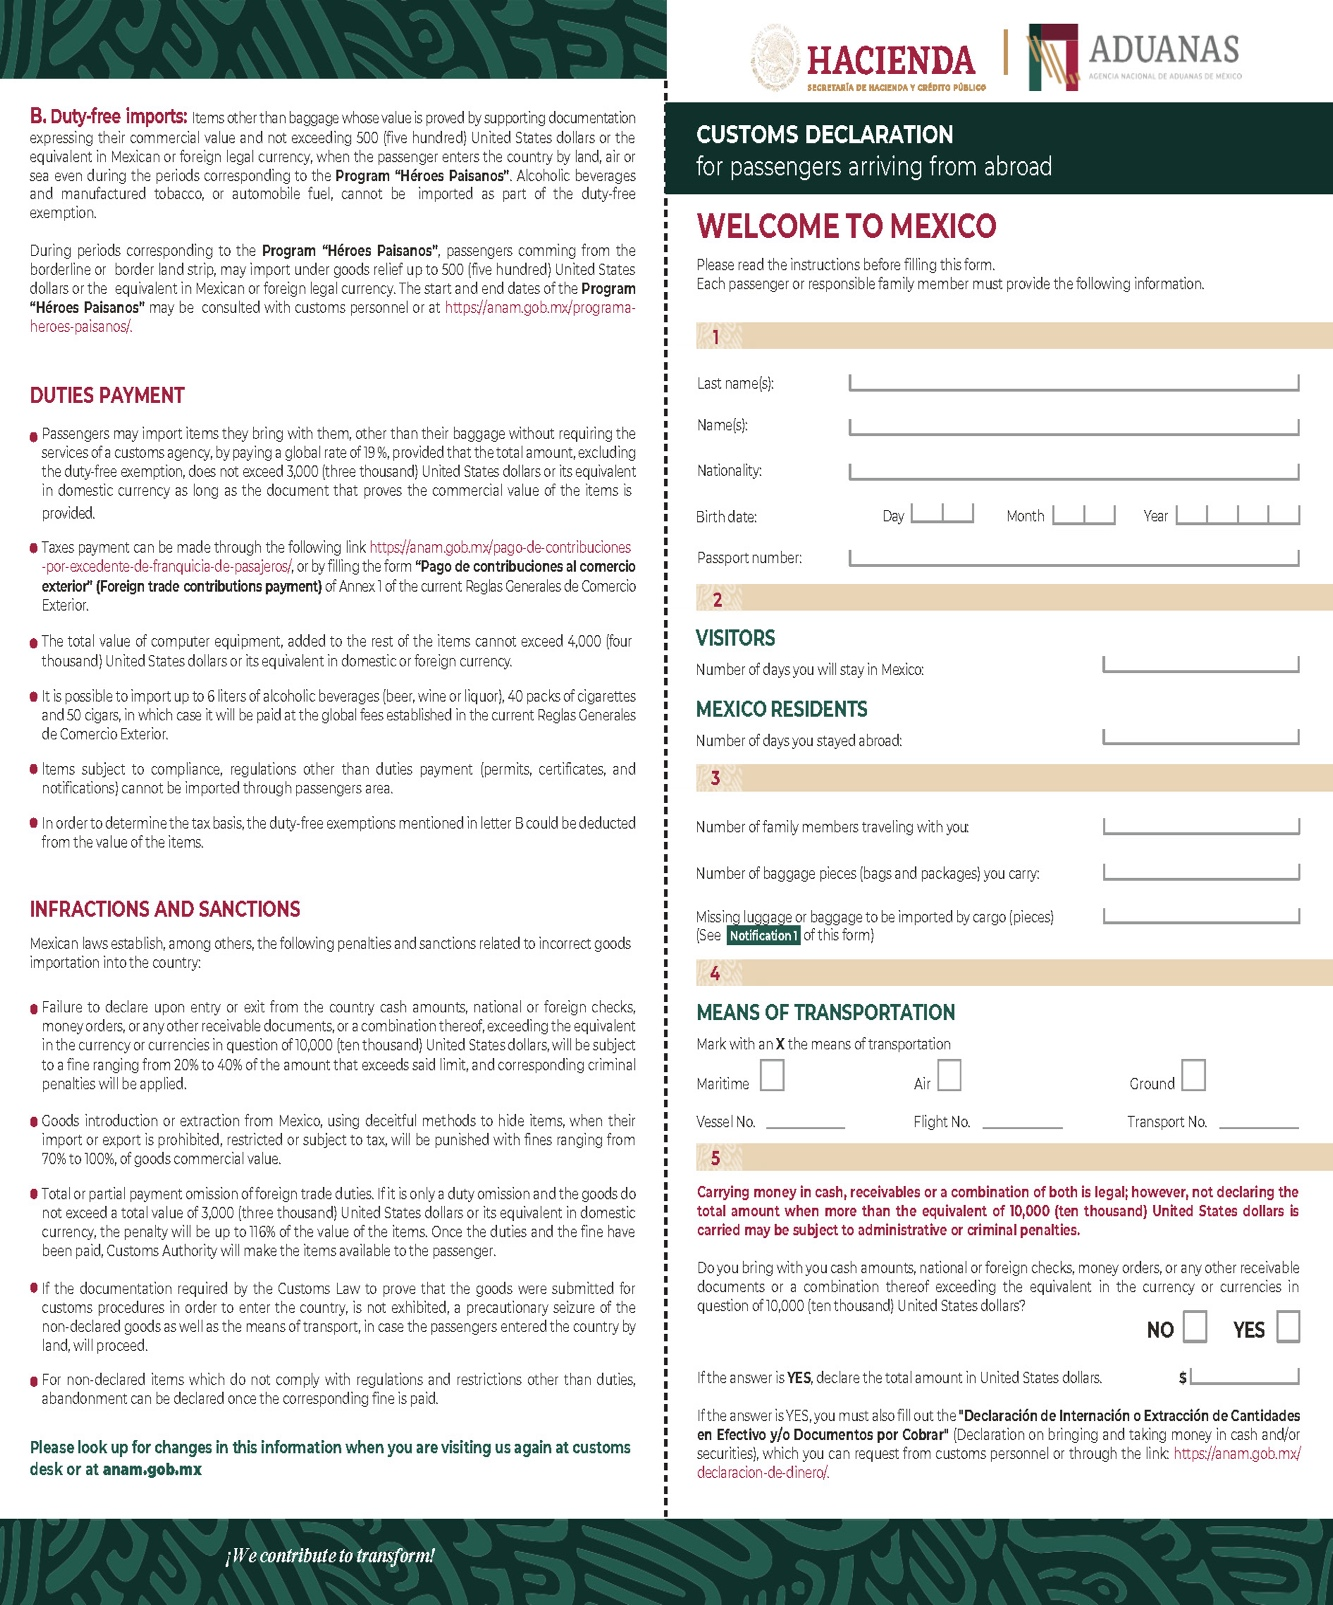 B. Duty-free imports: Items other than baggage whose value is proved by supporting documentation
expressing their commercial value and not exceeding 500 (five hundred) United States dollars or the
equivalent in Mexican or foreign legal currency, when the passenger enters the country by land, air or
sea even during the periods corresponding to the Program “Héroes Paisanos”. Alcoholic beverages
and manufactured tobacco, or automobile fuel, cannot be imported as part of the duty-free
exemption.
During periods corresponding to the Program “Héroes Paisanos”, passengers comming from the
borderline or border land strip, may import under goods relief up to 500 (five hundred) United States
dollars or the equivalent in Mexican or foreign legal currency. The start and end dates of the Program
“Héroes Paisanos” may be consulted with customs personnel or at https://anam.gob.mx/programa-
heroes-paisanos/.
DUTIES PAYMENT
Passengers may import items they bring with them, other than their baggage without requiring the
services of a customs agency, by paying a global rate of 19 %, provided that the total amount, excluding
the duty-free exemption, does not exceed 3,000 (three thousand) United States dollars or its equivalent
in domestic currency as long as the document that proves the commercial value of the items is
provided.
Taxes payment can be made through the following link https://anam.gob.mx/pago-de-contribuciones
-por-excedente-de-franquicia-de-pasajeros/, or by filling the form “Pago de contribuciones al comercio
exterior” (Foreign trade contributions payment) of Annex 1 of the current Reglas Generales de Comercio
Exterior.
The total value of computer equipment, added to the rest of the items cannot exceed 4,000 (four
thousand) United States dollars or its equivalent in domestic or foreign currency.
It is possible to import up to 6 liters of alcoholic beverages (beer, wine or liquor), 40 packs of cigarettes
and 50 cigars, in which case it will be paid at the global fees established in the current Reglas Generales
de Comercio Exterior.
Items subject to compliance, regulations other than duties payment (permits, certificates, and
notifications) cannot be imported through passengers area.
In order to determine the tax basis, the duty-free exemptions mentioned in letter B could be deducted
from the value of the items.
INFRACTIONS AND SANCTIONS
Mexican laws establish, among others, the following penalties and sanctions related to incorrect goods
importation into the country:
Failure to declare upon entry or exit from the country cash amounts, national or foreign checks,
money orders, or any other receivable documents, or a combination thereof, exceeding the equivalent
in the currency or currencies in question of 10,000 (ten thousand) United States dollars, will be subject
to a fine ranging from 20% to 40% of the amount that exceeds said limit, and corresponding criminal
penalties will be applied.
Goods introduction or extraction from Mexico, using deceitful methods to hide items, when their
import or export is prohibited, restricted or subject to tax, will be punished with fines ranging from
70% to 100%, of goods commercial value.
Total or partial payment omission of foreign trade duties. If it is only a duty omission and the goods do
not exceed a total value of 3,000 (three thousand) United States dollars or its equivalent in domestic
currency, the penalty will be up to 116% of the value of the items. Once the duties and the fine have
been paid, Customs Authority will make the items available to the passenger.
If the documentation required by the Customs Law to prove that the goods were submitted for
customs procedures in order to enter the country, is not exhibited, a precautionary seizure of the
non-declared goods as well as the means of transport, in case the passengers entered the country by
land, will proceed.
For non-declared items which do not comply with regulations and restrictions other than duties,
abandonment can be declared once the corresponding fine is paid.
Please look up for changes in this information when you are visiting us again at customs
desk or at anam.gob.mx
¡We contribute to transform!
HACIENDA
SECRETARÍA DE HACIENDA Y CRÉDITO PÚBLICO
ADUANAS
AGENCIA NACIONAL DE ADUANAS DE MÉXICO
CUSTOMS DECLARATION
for passengers arriving from abroad
WELCOME TO MEXICO
Please read the instructions before filling this form.
Each passenger or responsible family member must provide the following information.
1
Last name(s):
Name(s):
Nationality:
Birth date: Day Month Year
Passport number:
2
VISITORS
Number of days you will stay in Mexico:
MEXICO RESIDENTS
Number of days you stayed abroad:
3
Number of family members traveling with you:
Number of baggage pieces (bags and packages) you carry:
Missing luggage or baggage to be imported by cargo (pieces)
(See Notification 1 of this form)
4
MEANS OF TRANSPORTATION
Mark with an X the means of transportation
Maritime Air Ground
Vessel No. Flight No. Transport No.
5
Carrying money in cash, receivables or a combination of both is legal; however, not declaring the
total amount when more than the equivalent of 10,000 (ten thousand) United States dollars is
carried may be subject to administrative or criminal penalties.
Do you bring with you cash amounts, national or foreign checks, money orders, or any other receivable
documents or a combination thereof exceeding the equivalent in the currency or currencies in
question of 10,000 (ten thousand) United States dollars?
NO YES
If the answer is YES, declare the total amount in United States dollars. $
If the answer is YES, you must also fill out the "Declaración de Internación o Extracción de Cantidades
en Efectivo y/o Documentos por Cobrar" (Declaration on bringing and taking money in cash and/or
securities), which you can request from customs personnel or through the link: https://anam.gob.mx/
declaracion-de-dinero/.